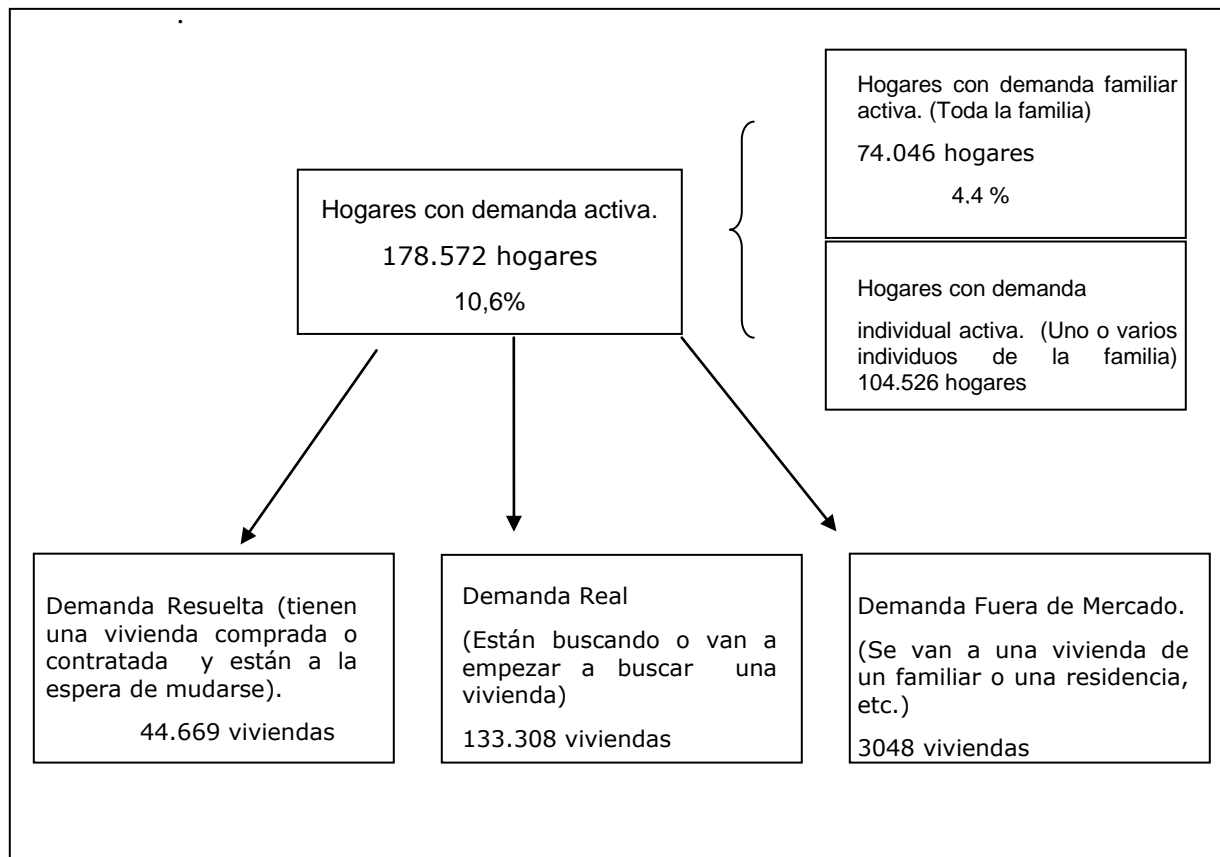 .
Hogares con demanda familiar
activa. (Toda la familia)
74.046 hogares
4.4 %
Hogares con demanda activa.
178.572 hogares
10,6%
Hogares con demanda
individual activa. (Uno o varios
individuos de la familia)
104.526 hogares
Demanda Resuelta (tienen
una vivienda comprada o
contratada y están a la
espera de mudarse).
44.669 viviendas
Demanda Real
(Están buscando o van a
empezar a buscar una
vivienda)
133.308 viviendas
Demanda Fuera de Mercado.
(Se van a una vivienda de
un familiar o una residencia,
etc.)
3048 viviendas